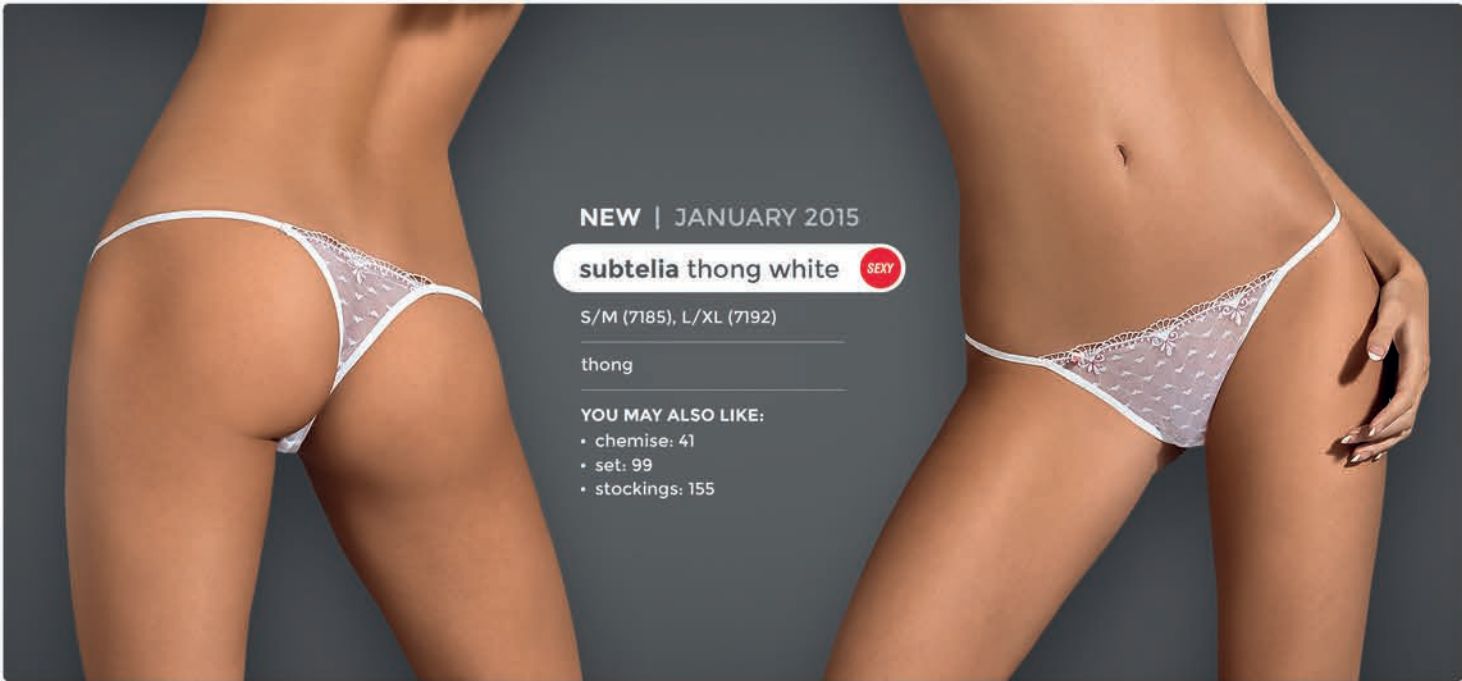 NEW | JANUARY 2015
subtelia thong white SEXY
S/M (7185), L/XL (7192)
thong
YOU MAY ALSO LIKE:
• chemise: 41
• set: 99
• stockings: 155